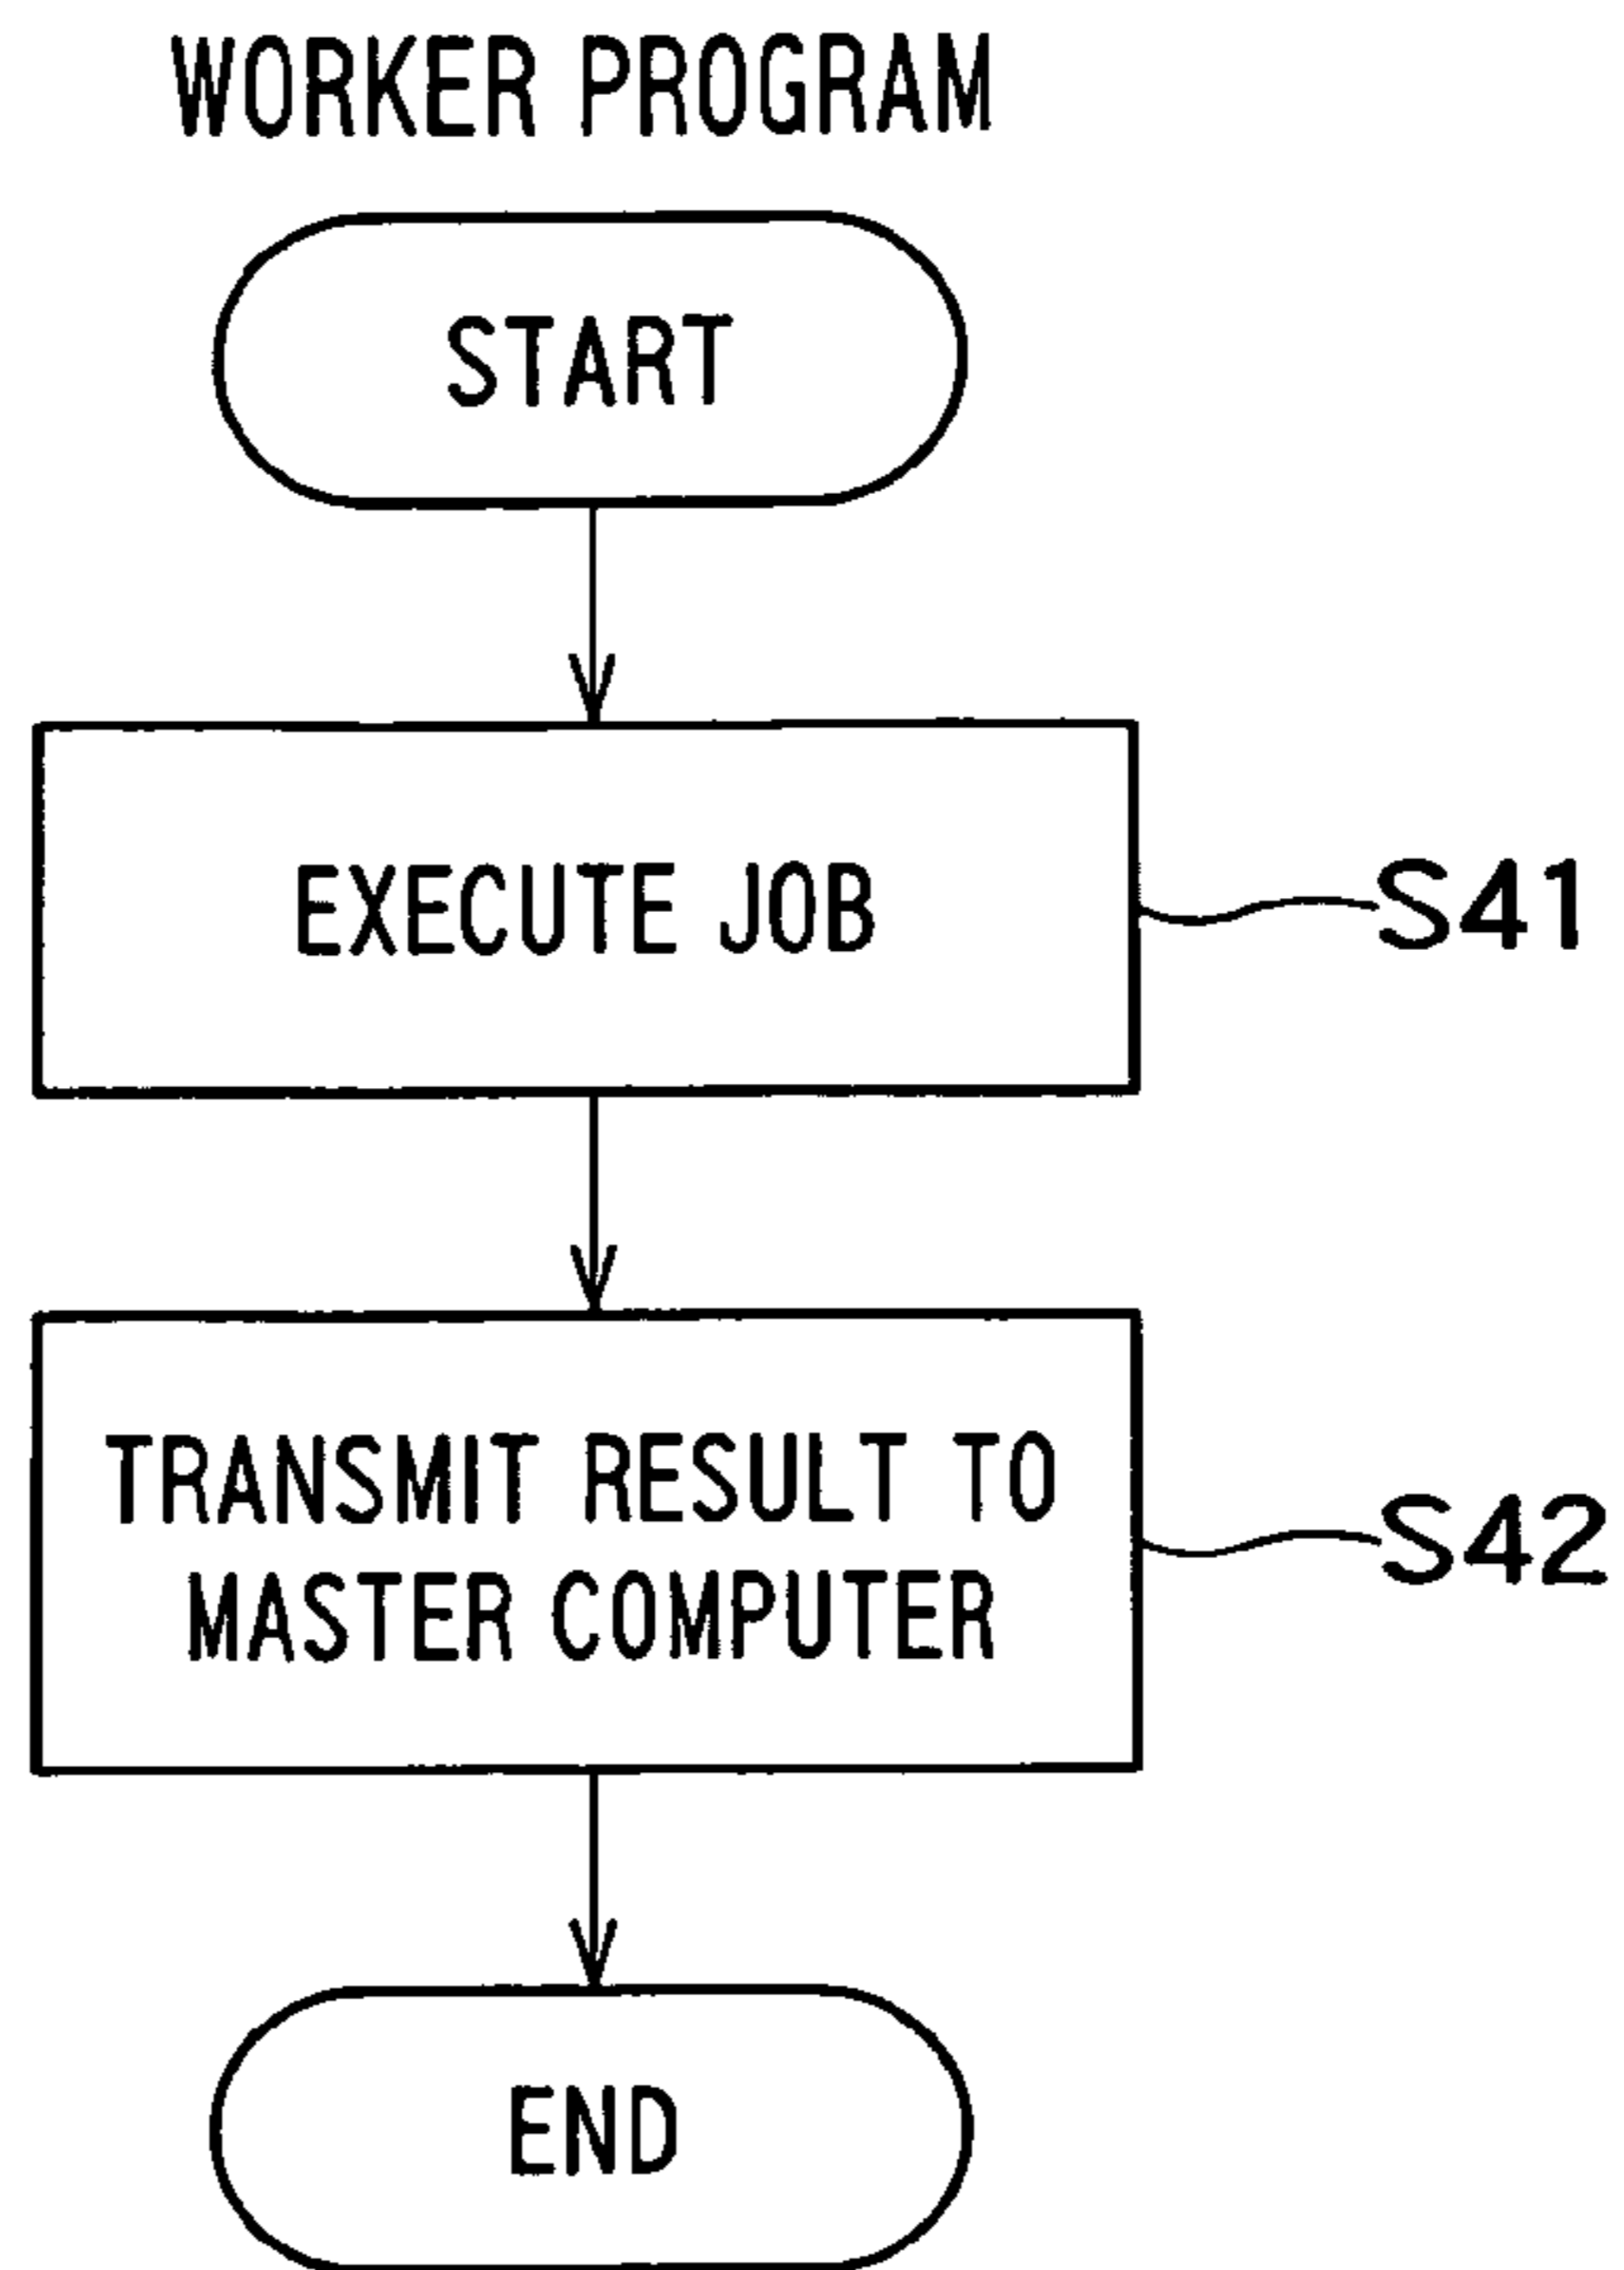 WORKER PROGRAM
START
EXECUTE JOB
S41
TRANSMIT RESULT TO
MASTER COMPUTER
S42
END